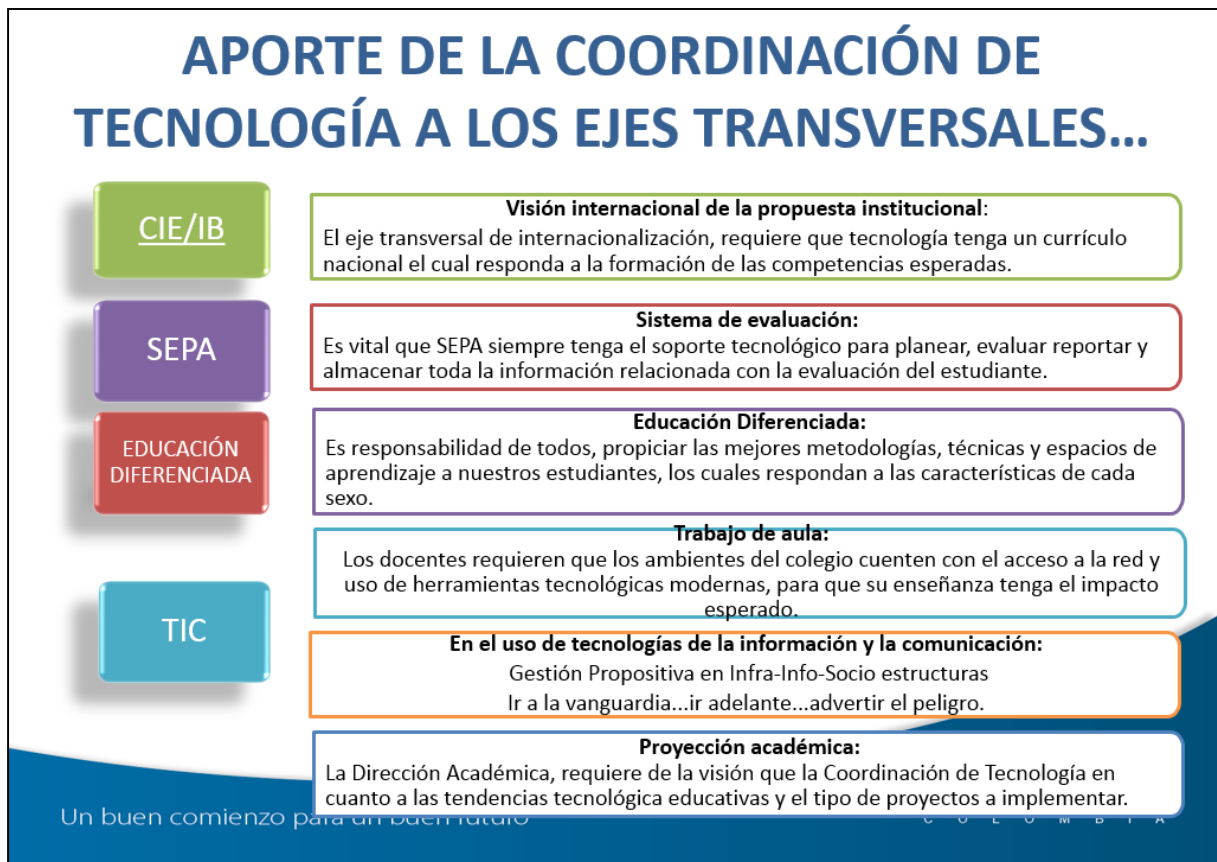 APORTE DE LA COORDINACIÓN DE
TECNOLOGÍA A LOS EJES TRANSVERSALES...
CIE/IB
Visión internacional de la propuesta institucional:
El eje transversal de internacionalización, requiere que tecnología tenga un currículo
nacional el cual responda a la formación de las competencias esperadas.
SEPA
Sistema de evaluación:
Es vital que SEPA siempre tenga el soporte tecnológico para planear, evaluar reportar y
almacenar toda la información relacionada con la evaluación del estudiante.
EDUCACIÓN
DIFERENCIADA
Educación Diferenciada:
Es responsabilidad de todos, propiciar las mejores metodologías, técnicas y espacios de
aprendizaje a nuestros estudiantes, los cuales respondan a las características de cada
sexo.
TIC
Trabajo de aula:
Los docentes requieren que los ambientes del colegio cuenten con el acceso a la red y
uso de herramientas tecnológicas modernas, para que su enseñanza tenga el impacto
esperado.
En el uso de tecnologías de la información y la comunicación:
Gestión Propositiva en Infra-Info-Socio estructuras
Ir a la vanguardia...ir adelante...advertir el peligro.
Proyección académica:
La Dirección Académica, requiere de la visión que la Coordinación de Tecnología en
cuanto a las tendencias tecnológica educativas y el tipo de proyectos a implementar.
Un buen comienzo para un buen futuro
COLOMBIA